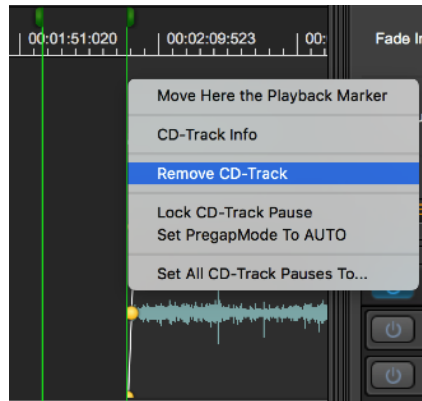 00:01:51:020
00:02:09:523
00:
Fade In
Move Here the Playback Marker
CD-Track Info
Remove CD-Track
Lock CD-Track Pause
Set PregapMode To AUTO
Set All CD-Track Pauses To...